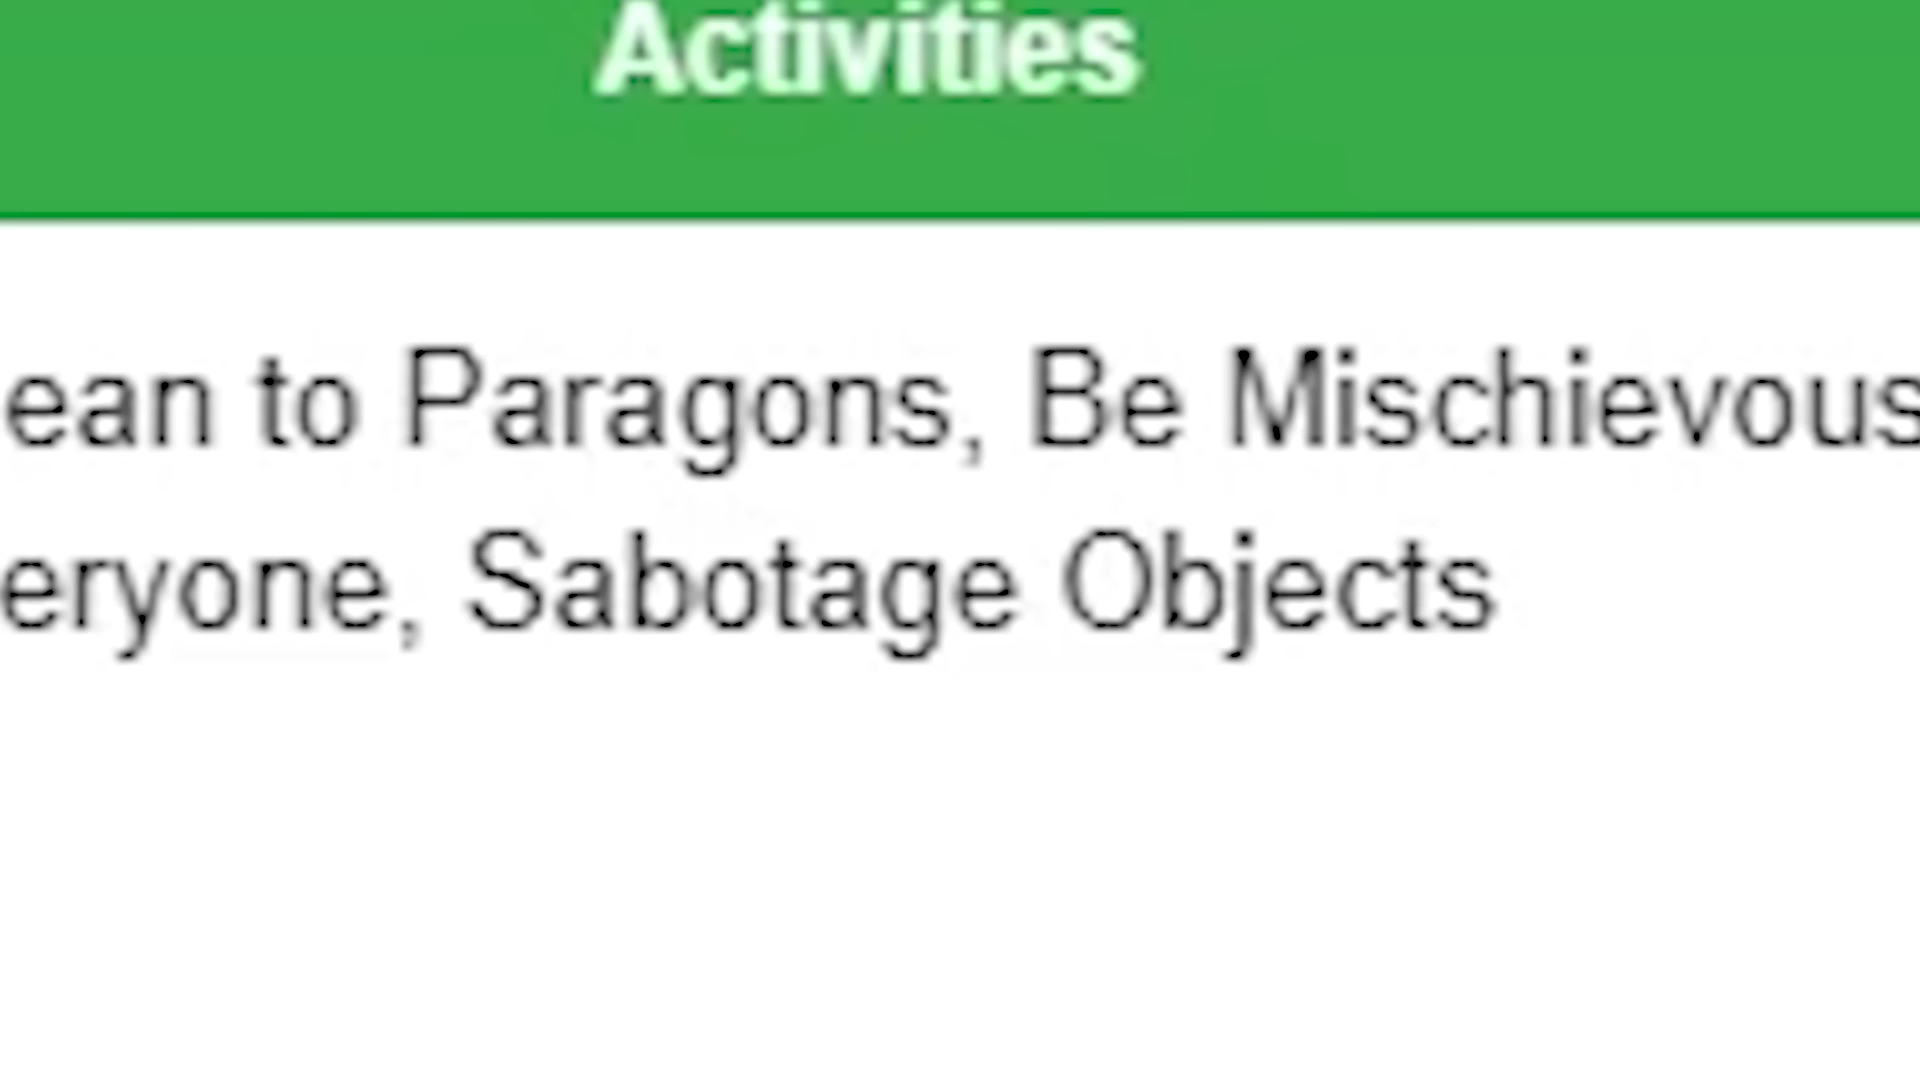 Activities
ean to Paragons, Be Mischievous
eryone, Sabotage Objects